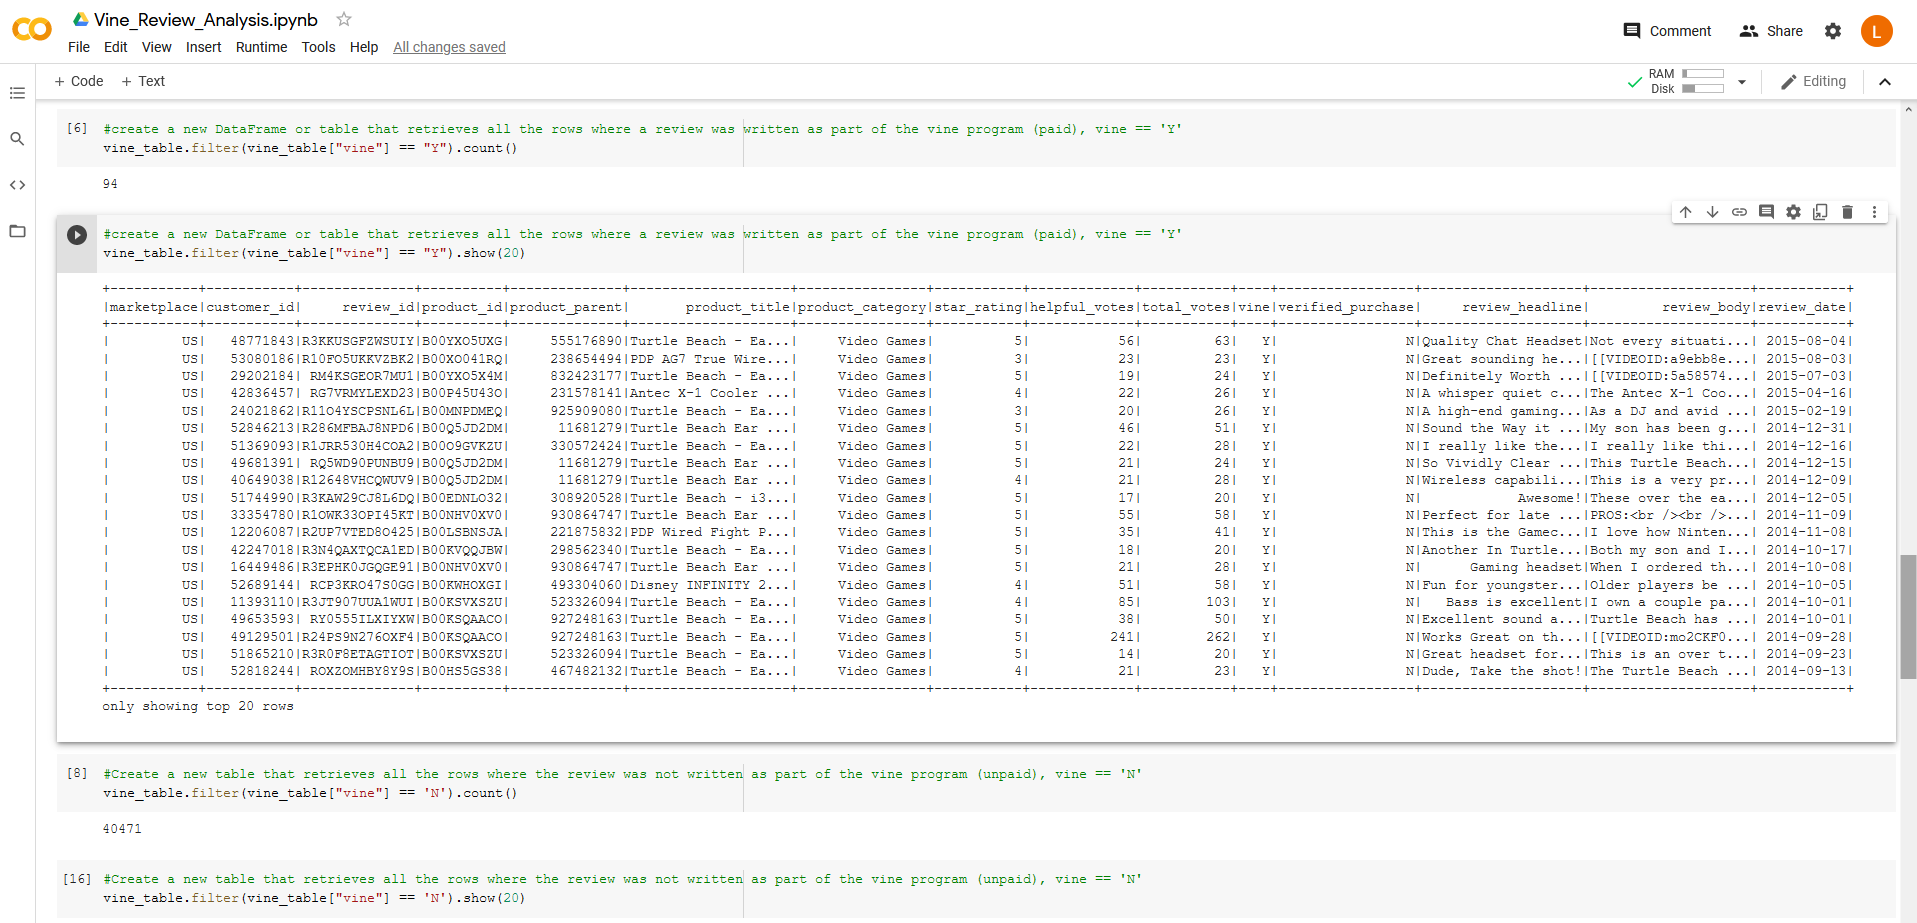 Vine_Review_Analysis.ipynb
File Edit View Insert Runtime Tools Help All changes saved
Comment Share L
+ Code + Text
RAM
Disk
Editing
[6] #create a new DataFrame or table that retrieves all the rows where a review was written as part of the vine program (paid), vine == 'Y'
vine_table.filter(vine_table["vine"] == "Y").count()
94
#create a new DataFrame or table that retrieves all the rows where a review was written as part of the vine program (paid), vine == 'Y'
vine_table.filter(vine_table["vine"] == "Y").show(20)
+-----------+-----------+--------------+----------+--------------+--------------------+----------------+-----------+-------------+-----------+----+-----------------+--------------------+--------------------+-----------+
|marketplace|customer_id|     review_id|product_id|product_parent|       product_title|product_category|star_rating|helpful_votes|total_votes|vine|verified_purchase|     review_headline|         review_body|review_date|
+-----------+-----------+--------------+----------+--------------+--------------------+----------------+-----------+-------------+-----------+----+-----------------+--------------------+--------------------+-----------+
|         US|   48771843|R3KKUSGFZWSUIY|B00YXO5UXG|     555176890|Turtle Beach - Ea...|     Video Games|          5|           56|         63|   Y|                N|Quality Chat Headset|Not every situati...| 2015-08-04|
|         US|   53080186|R10FO5UKKVZBK2|B00XO041RQ|     238654494|PDP AG7 True Wire...|     Video Games|          3|           23|         23|   Y|                N|Great sounding he...|[[VIDEOID:a9ebb8e...| 2015-08-03|
|         US|   29202184| RM4KSGEOR7MU1|B00YXO5X4M|     832423177|Turtle Beach - Ea...|     Video Games|          5|           19|         24|   Y|                N|Definitely Worth ...|[[VIDEOID:5a58574...| 2015-07-03|
|         US|   42836457| RG7VRMYLEXD23|B00P45U43O|     231578141|Antec X-1 Cooler ...|     Video Games|          4|           22|         26|   Y|                N|A whisper quiet c...|The Antec X-1 Coo...| 2015-04-16|
|         US|   24021862|R11O4YSCPSNL6L|B00MNPDMEQ|     925909080|Turtle Beach - Ea...|     Video Games|          3|           20|         26|   Y|                N|A high-end gaming...|As a DJ and avid ...| 2015-02-19|
|         US|   52846213|R286MFBAJ8NPD6|B00Q5JD2DM|      11681279|Turtle Beach Ear ...|     Video Games|          5|           46|         51|   Y|                N|Sound the Way it ...|My son has been g...| 2014-12-31|
|         US|   51369093|R1JRR530H4COA2|B00O9GVKZU|     330572424|Turtle Beach - Ea...|     Video Games|          5|           22|         28|   Y|                N|I really like the...|I really like thi...| 2014-12-16|
|         US|   49681391| RQ5WD90PUNBU9|B00Q5JD2DM|      11681279|Turtle Beach Ear ...|     Video Games|          5|           21|         24|   Y|                N|So Vividly Clear ...|This Turtle Beach...| 2014-12-15|
|         US|   40649038|R12648VHCQWUV9|B00Q5JD2DM|      11681279|Turtle Beach Ear ...|     Video Games|          4|           21|         28|   Y|                N|Wireless capabili...|This is a very pr...| 2014-12-09|
|         US|   51744990|R3KAW29CJ8L6DQ|B00EDNLO32|     308920528|Turtle Beach - i3...|     Video Games|          5|           17|         20|   Y|                N|            Awesome!|These over the ea...| 2014-12-05|
|         US|   33354780|R1OWK33OPI45KT|B00NHV0XV0|     930864747|Turtle Beach Ear ...|     Video Games|          5|           55|         58|   Y|                N|Perfect for late ...|PROS:<br /><br />...| 2014-11-09|
|         US|   12206087|R2UP7VTED8O425|B00LSBNSJA|     221875832|PDP Wired Fight P...|     Video Games|          5|           35|         41|   Y|                N|This is the Gamec...|I love how Ninten...| 2014-11-08|
|         US|   42247018|R3N4QAXTQCA1ED|B00KVQQJBW|     298562340|Turtle Beach - Ea...|     Video Games|          5|           18|         20|   Y|                N|Another In Turtle...|Both my son and I...| 2014-10-17|
|         US|   16449486|R3EPHK0JGQGE91|B00NHV0XV0|     930864747|Turtle Beach Ear ...|     Video Games|          5|           21|         28|   Y|                N|      Gaming headset|When I ordered th...| 2014-10-08|
|         US|   52689144| RCP3KRO47S0GG|B00KWHOXGI|     493304060|Disney INFINITY 2...|     Video Games|          4|           51|         58|   Y|                N|Fun for youngster...|Older players be ...| 2014-10-05|
|         US|   11393110|R3JT907UUA1WUI|B00KSVXSZU|     523326094|Turtle Beach - Ea...|     Video Games|          4|           85|        103|   Y|                N|   Bass is excellent|I own a couple pa...| 2014-10-01|
|         US|   49653593| RY0555ILXIYXW|B00KSQAACO|     927248163|Turtle Beach - Ea...|     Video Games|          5|           38|         50|   Y|                N|Excellent sound a...|Turtle Beach has ...| 2014-10-01|
|         US|   49129501|R24PS9N276OXF4|B00KSQAACO|     927248163|Turtle Beach - Ea...|     Video Games|          5|          241|        262|   Y|                N|Works Great on th...|[[VIDEOID:mo2CKF0...| 2014-09-28|
|         US|   51865210|R3R0F8ETAGTIOT|B00KSVXSZU|     523326094|Turtle Beach - Ea...|     Video Games|          5|           14|         20|   Y|                N|Great headset for...|This is an over t...| 2014-09-23|
|         US|   52818244| ROXZOMHBY8Y9S|B00HS5GS38|     467482132|Turtle Beach - Ea...|     Video Games|          4|           21|         23|   Y|                N|Dude, Take the shot!|The Turtle Beach ...| 2014-09-13|
+-----------+-----------+--------------+----------+--------------+--------------------+----------------+-----------+-------------+-----------+----+-----------------+--------------------+--------------------+-----------+
only showing top 20 rows
[8] #Create a new table that retrieves all the rows where the review was not written as part of the vine program (unpaid), vine == 'N'
vine_table.filter(vine_table["vine"] == 'N').count()
40471
[16] #Create a new table that retrieves all the rows where the review was not written as part of the vine program (unpaid), vine == 'N'
vine_table.filter(vine_table["vine"] == 'N').show(20)